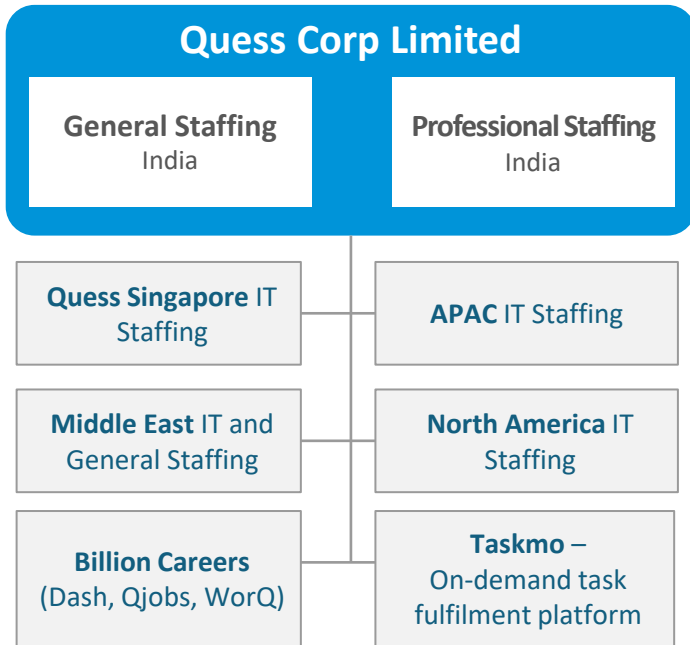 Quess Corp Limited
General Staffing
India
Professional Staffing
India
Quess Singapore IT
Staffing
APAC IT Staffing
Middle East IT and
General Staffing
North America IT
Staffing
Billion Careers
(Dash, Qjobs, WorQ)
Taskmo –
On-demand task
fulfilment platform